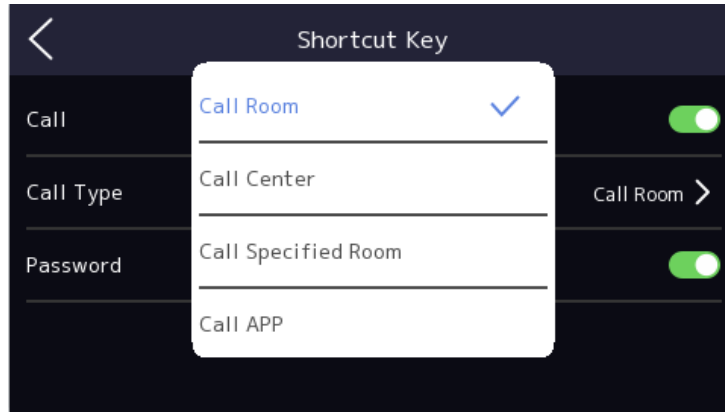 Shortcut Key
Call
Call Room
Call Type
Call Center
Call Room
Password
Call Specified Room
Call APP